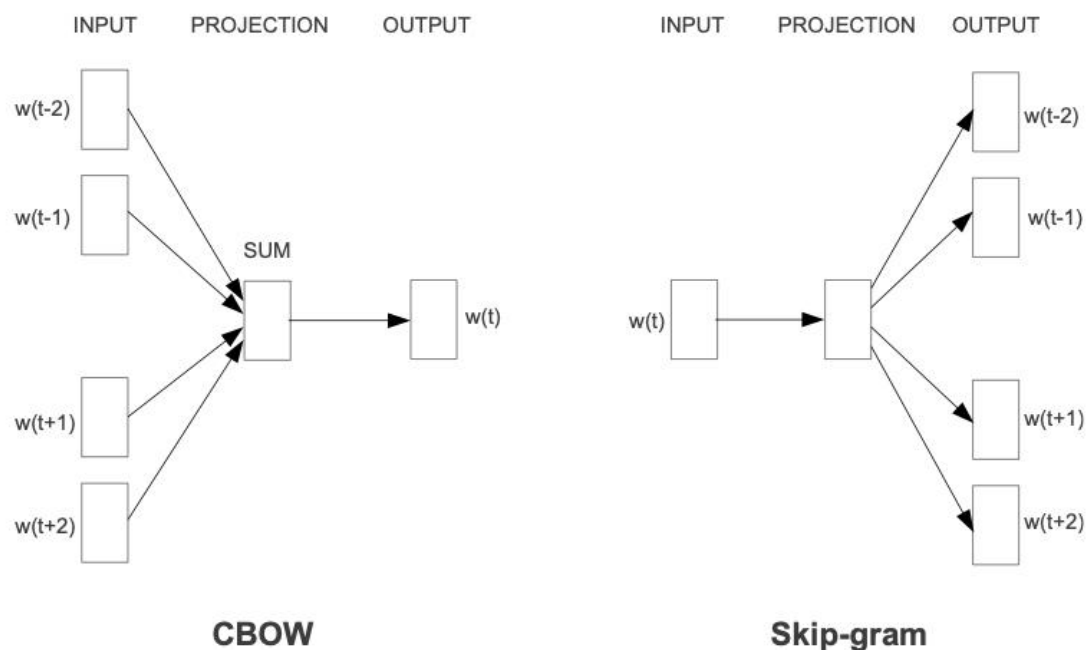 INPUT PROJECTION OUTPUT
w(t-2)
w(t-1)
SUM
w(t)
w(t+1)
w(t+2)
CBOW
INPUT PROJECTION OUTPUT
w(t-2)
w(t-1)
w(t)
w(t+1)
w(t+2)
Skip-gram